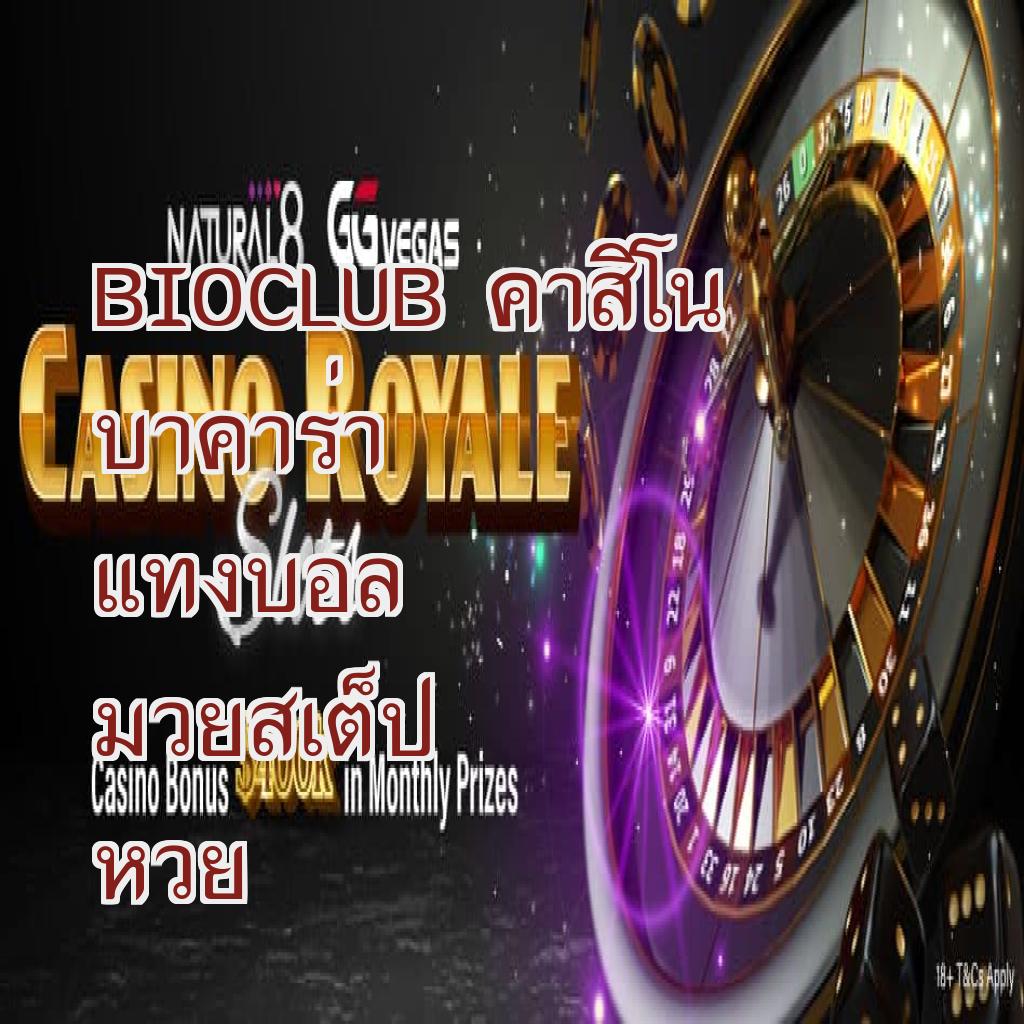 NATURAL8 GGVEGAS
BIOCLUB คาสิโน
CASINO ROYALE
บาคาร่า
Slots
แทงบอล
มวยสเต็ป
Casino Bonus $400K in Monthly Prizes
หวย
18+ T&Cs Apply